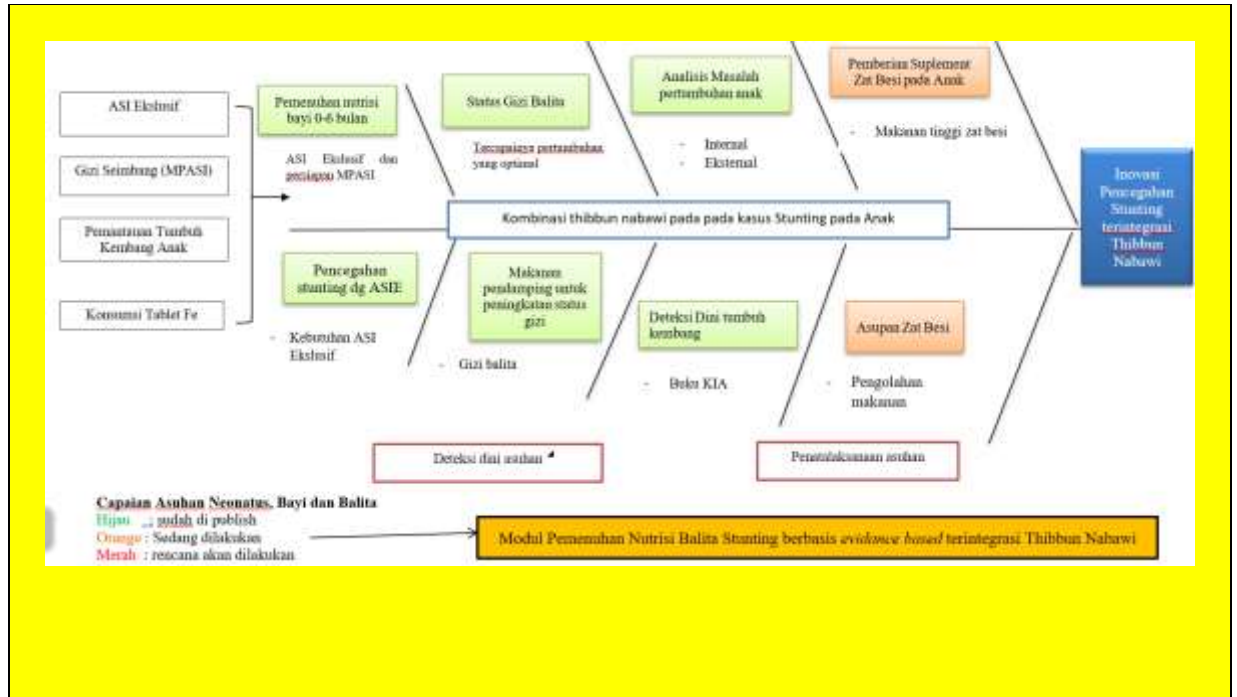 ASI Ekslusif
Gizi Seimbang (MPASI)
Pemantauan Tumbuh
Kembang Anak
Konsumsi Tablet Fe
Pemenuhan nutrisi
bayi 0-6 bulan
ASI Ekslusif dan
persiapan MPASI
Status Gizi Balita
Tercapainya pertumbuhan
yang optimal
Analisis Masalah
pertumbuhan anak
- Internal
- Eksternal
Pemberian Suplement
Zat Besi pada Anak
- Makanan tinggi zat besi
Kombinasi thibbun nabawi pada pada kasus Stunting pada Anak
Inovasi
Pencegahan
Stunting
terintegrasi
Thibbun
Nabawi
Pencegahan
stunting dg ASIE
- Kebutuhan ASI
Ekslusif
Makanan
pendamping untuk
peningkatan status
gizi
- Gizi balita
Deteksi Dini tumbuh
kembang
- Buku KIA
Asupan Zat Besi
- Pengolahan
makanan
Deteksi dini asuhan
Penatalaksanaan asuhan
Capaian Asuhan Neonatus, Bayi dan Balita
Hijau : sudah di publish
Orange : Sedang dilakukan
Merah : rencana akan dilakukan
Modul Pemenuhan Nutrisi Balita Stunting berbasis evidance based terintegrasi Thibbun Nabawi